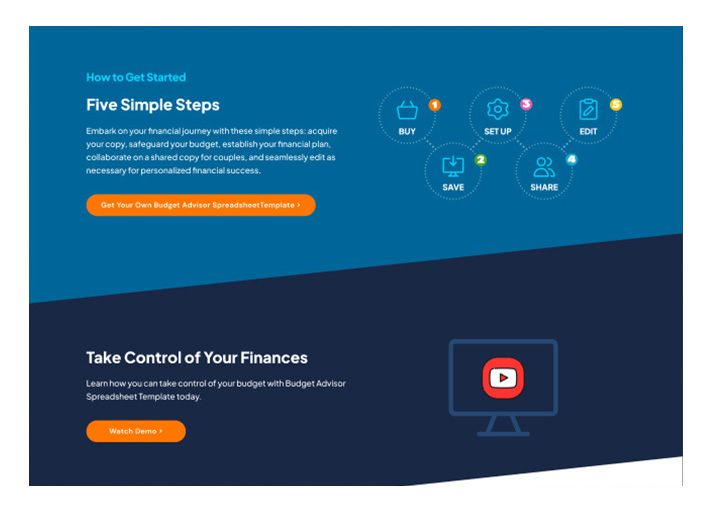 How to Get Started
Five Simple Steps
Embark on your financial journey with these simple steps: acquire
your copy, safeguard your budget, establish your financial plan,
collaborate on a shared copy for couples, and seamlessly edit as
necessary for personalized financial success.
Get Your Own Budget Advisor SpreadsheetTemplate >
1
BUY
2
SAVE
3
SET UP
4
SHARE
5
EDIT
Take Control of Your Finances
Learn how you can take control of your budget with Budget Advisor
Spreadsheet Template today.
Watch Demo >